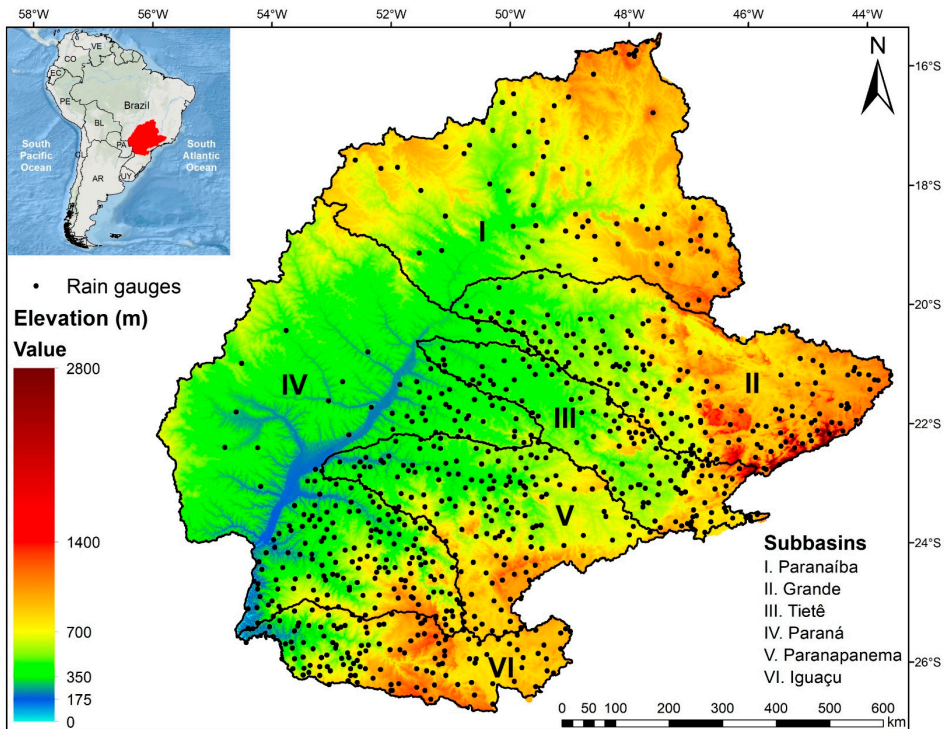 58°W 56°W 54°W 52°W 50°W 48°W 46°W 44°W
VE
CO
EC
PE
Brazil
BL
PA
South
Pacific
Ocean
South
Atlantic
Ocean
AR
UY
N
16°S
18°S
20°S
22°S
24°S
26°S
I
II
III
IV
V
VI
Rain gauges
Elevation (m)
Value
2800
1400
700
350
175
0
Subbasins
I. Paranaíba
II. Grande
III. Tietê
IV. Paraná
V. Paranapanema
VI. Iguaçu
0 20 50 80 100 200 300 400 500 600
km